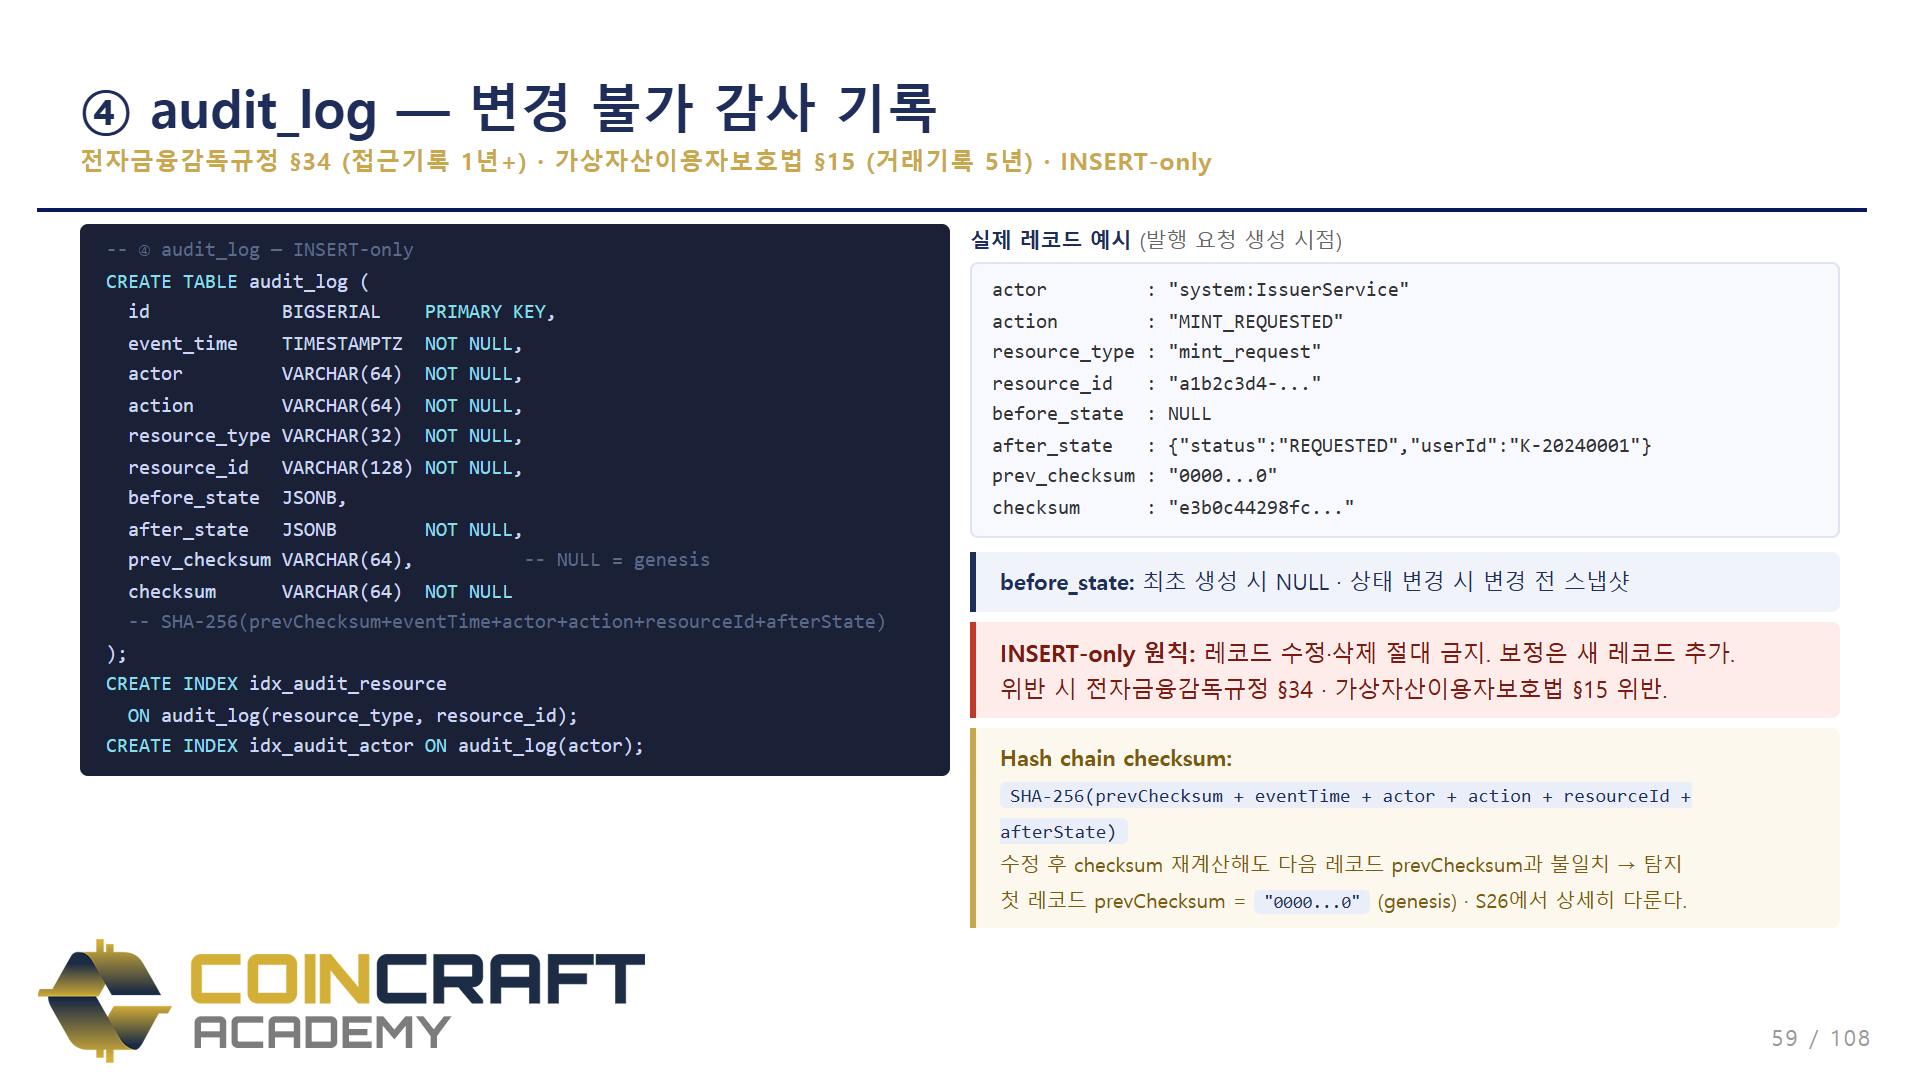 ④ audit_log — 변경 불가 감사 기록
전자금융감독규정 §34 (접근기록 1년+) · 가상자산이용자보호법 §15 (거래기록 5년) · INSERT-only
-- ④ audit_log — INSERT-only
CREATE TABLE audit_log (
  id            BIGSERIAL    PRIMARY KEY,
  event_time    TIMESTAMPTZ  NOT NULL,
  actor         VARCHAR(64)  NOT NULL,
  action        VARCHAR(64)  NOT NULL,
  resource_type VARCHAR(32)  NOT NULL,
  resource_id   VARCHAR(128) NOT NULL,
  before_state  JSONB,
  after_state   JSONB        NOT NULL,
  prev_checksum VARCHAR(64),          -- NULL = genesis
  checksum      VARCHAR(64)  NOT NULL
  -- SHA-256(prevChecksum+eventTime+actor+action+resourceId+afterState)
);
CREATE INDEX idx_audit_resource
  ON audit_log(resource_type, resource_id);
CREATE INDEX idx_audit_actor ON audit_log(actor);
실제 레코드 예시 (발행 요청 생성 시점)
actor         : "system:IssuerService"
action        : "MINT_REQUESTED"
resource_type : "mint_request"
resource_id   : "a1b2c3d4-..."
before_state  : NULL
after_state   : {"status":"REQUESTED","userId":"K-20240001"}
prev_checksum : "0000...0"
checksum      : "e3b0c44298fc..."
before_state: 최초 생성 시 NULL · 상태 변경 시 변경 전 스냅샷
INSERT-only 원칙: 레코드 수정·삭제 절대 금지. 보정은 새 레코드 추가.
위반 시 전자금융감독규정 §34 · 가상자산이용자보호법 §15 위반.
Hash chain checksum:
SHA-256(prevChecksum + eventTime + actor + action + resourceId +
afterState)
수정 후 checksum 재계산해도 다음 레코드 prevChecksum과 불일치 → 탐지
첫 레코드 prevChecksum = "0000...0" (genesis) · S26에서 상세히 다룬다.
COINCRAFT
ACADEMY
59 / 108